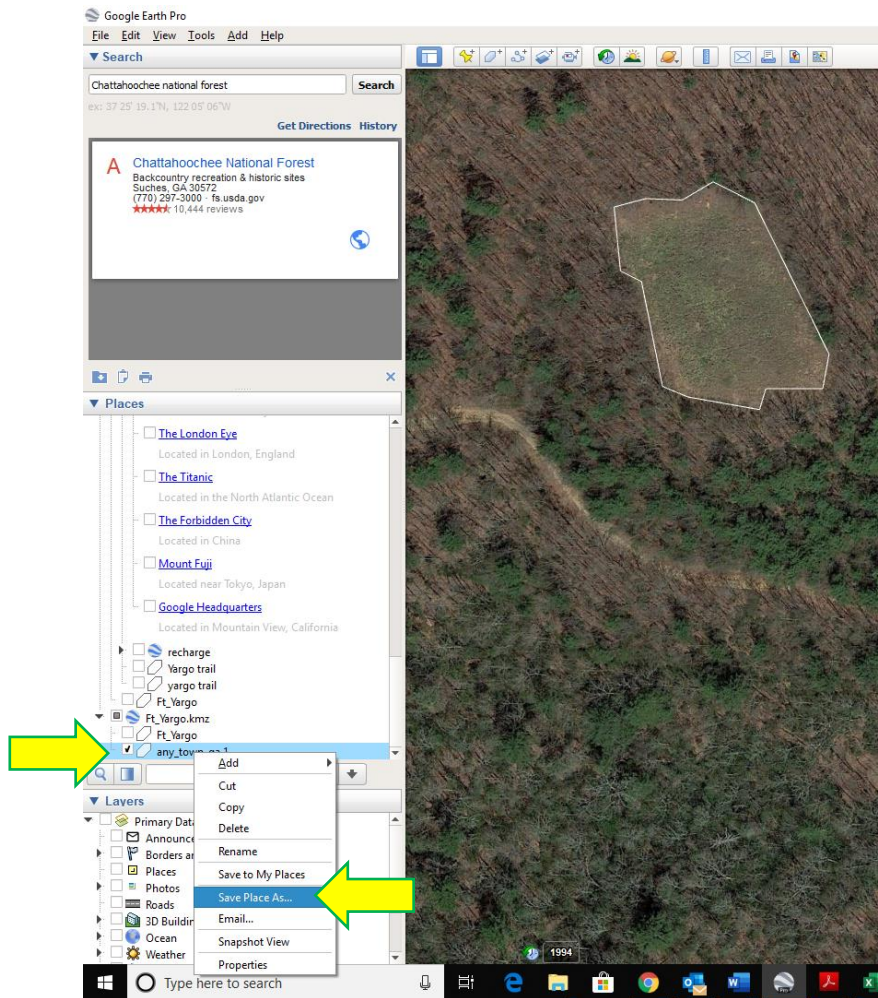 Google Earth Pro
File Edit View Tools Add Help
Search
Chattahoochee national forest
Search
ex: 37 25' 19.1"N, 122 05' 06"W
Get Directions History
A
Chattahoochee National Forest
Backcountry recreation & historic sites
Suches, GA 30572
(770) 297-3000 · fs.usda.gov
10,444 reviews
Places
The London Eye
Located in London, England
The Titanic
Located in the North Atlantic Ocean
The Forbidden City
Located in China
Mount Fuji
Located near Tokyo, Japan
Google Headquarters
Located in Mountain View, California
recharge
Yargo trail
yargo trail
Ft_Yargo
Ft_Yargo.kmz
Ft_Yargo
any_town_ga_1
Add
Cut
Copy
Delete
Rename
Save to My Places
Save Place As...
Email...
Snapshot View
Properties
Layers
Primary Dat
Announce
Borders a
Places
Photos
Roads
3D Buildin
Ocean
Weather
1994
Type here to search